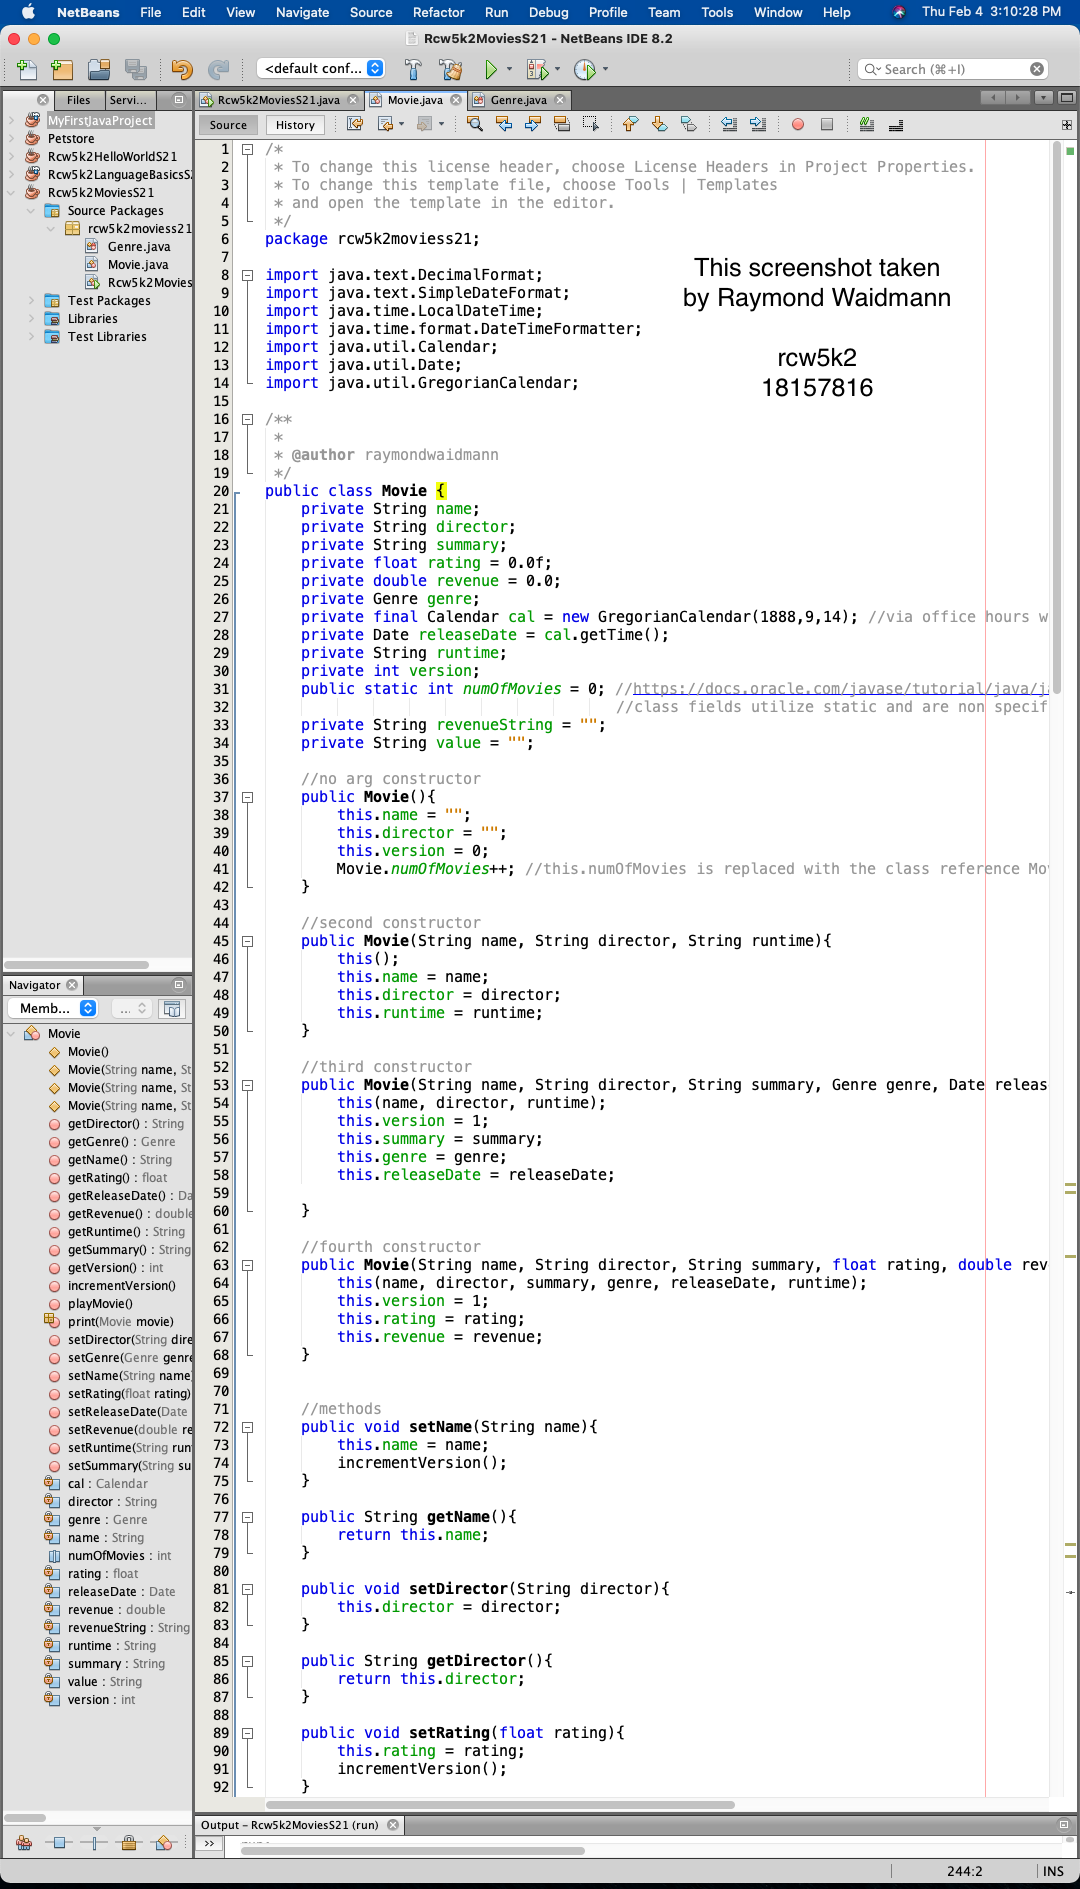 NetBeans File Edit View Navigate Source Refactor Run Debug Profile Team Tools Window Help Thu Feb 4 3:10:28 PM
Rcw5k2MoviesS21 - NetBeans IDE 8.2
<default conf... Search (⌘+I)
Files Servi...
MyFirstJavaProject
Petstore
Rcw5k2HelloWorldS21
Rcw5k2LanguageBasicsS
Rcw5k2MoviesS21
Source Packages
rcw5k2moviess21
Genre.java
Movie.java
Rcw5k2Movies
Test Packages
Libraries
Test Libraries
Navigator
Memb... ...
Movie
Movie()
Movie(String name, St
Movie(String name, St
Movie(String name, St
getDirector() : String
getGenre() : Genre
getName() : String
getRating() : float
getReleaseDate() : Da
getRevenue() : double
getRuntime() : String
getSummary() : String
getVersion() : int
incrementVersion()
playMovie()
print(Movie movie)
setDirector(String dire
setGenre(Genre genre
setName(String name)
setRating(float rating)
setReleaseDate(Date
setRevenue(double re
setRuntime(String run
setSummary(String su
cal : Calendar
director : String
genre : Genre
name : String
numOfMovies : int
rating : float
releaseDate : Date
revenue : double
revenueString : String
runtime : String
summary : String
value : String
version : int
Rcw5k2MoviesS21.java Movie.java Genre.java
Source History
1 /*
2 * To change this license header, choose License Headers in Project Properties.
3 * To change this template file, choose Tools | Templates
4 * and open the template in the editor.
5 */
6 package rcw5k2moviess21;
7
8 import java.text.DecimalFormat;
9 import java.text.SimpleDateFormat;
10 import java.time.LocalDateTime;
11 import java.time.format.DateTimeFormatter;
12 import java.util.Calendar;
13 import java.util.Date;
14 import java.util.GregorianCalendar;
15
16 /**
17 *
18 * @author raymondwaidmann
19 */
20 public class Movie {
21 private String name;
22 private String director;
23 private String summary;
24 private float rating = 0.0f;
25 private double revenue = 0.0;
26 private Genre genre;
27 private final Calendar cal = new GregorianCalendar(1888,9,14); //via office hours w
28 private Date releaseDate = cal.getTime();
29 private String runtime;
30 private int version;
31 public static int numOfMovies = 0; //https://docs.oracle.com/javase/tutorial/java/j
32 //class fields utilize static and are non specif
33 private String revenueString = "";
34 private String value = "";
35
36 //no arg constructor
37 public Movie(){
38 this.name = "";
39 this.director = "";
40 this.version = 0;
41 Movie.numOfMovies++; //this.numOfMovies is replaced with the class reference Mov
42 }
43
44 //second constructor
45 public Movie(String name, String director, String runtime){
46 this();
47 this.name = name;
48 this.director = director;
49 this.runtime = runtime;
50 }
51
52 //third constructor
53 public Movie(String name, String director, String summary, Genre genre, Date releas
54 this(name, director, runtime);
55 this.version = 1;
56 this.summary = summary;
57 this.genre = genre;
58 this.releaseDate = releaseDate;
59
60 }
61
62 //fourth constructor
63 public Movie(String name, String director, String summary, float rating, double rev
64 this(name, director, summary, genre, releaseDate, runtime);
65 this.version = 1;
66 this.rating = rating;
67 this.revenue = revenue;
68 }
69
70
71 //methods
72 public void setName(String name){
73 this.name = name;
74 incrementVersion();
75 }
76
77 public String getName(){
78 return this.name;
79 }
80
81 public void setDirector(String director){
82 this.director = director;
83 }
84
85 public String getDirector(){
86 return this.director;
87 }
88
89 public void setRating(float rating){
90 this.rating = rating;
91 incrementVersion();
92 }
This screenshot taken
by Raymond Waidmann
rcw5k2
18157816
Output - Rcw5k2MoviesS21 (run)
>>
244:2 INS